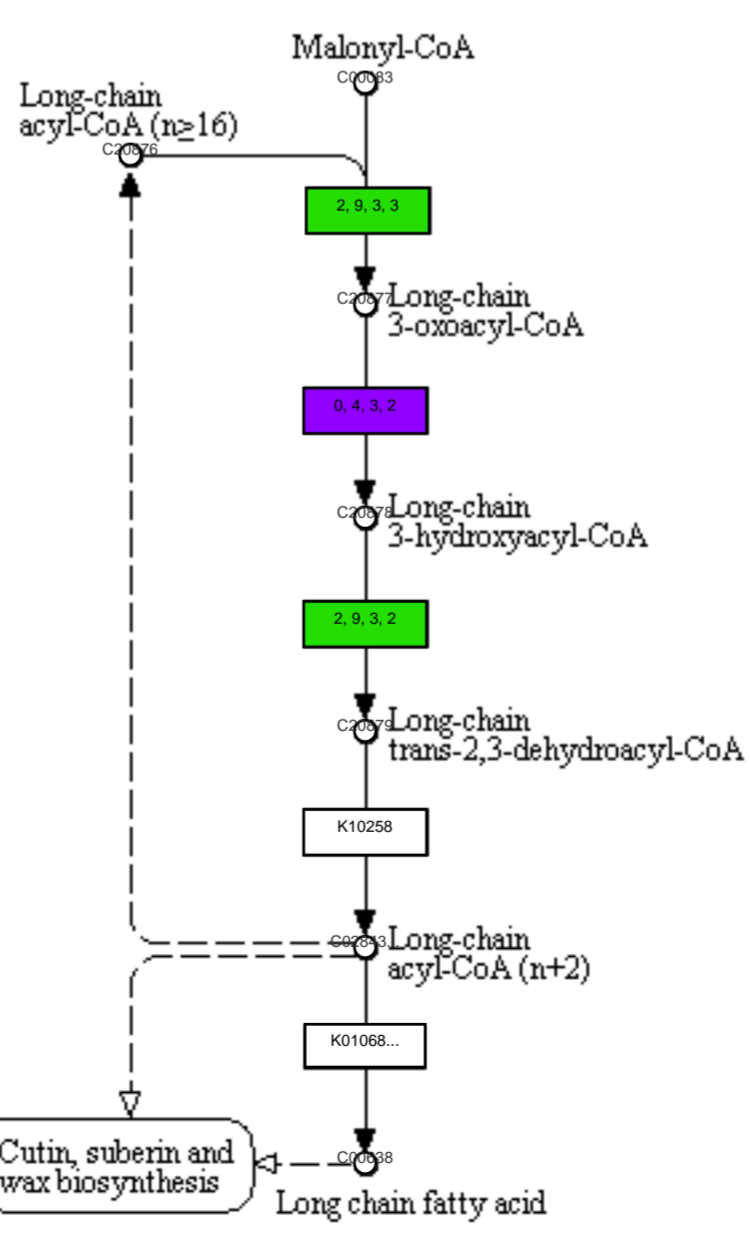 Malonyl-CoA
C00083
Long-chain
acyl-CoA (n≥16)
C20876
2, 9, 3, 3
C20877
Long-chain
3-oxoacyl-CoA
0, 4, 3, 2
C20878
Long-chain
3-hydroxyacyl-CoA
2, 9, 3, 2
C20879
Long-chain
trans-2,3-dehydroacyl-CoA
K10258
C02843...
Long-chain
acyl-CoA (n+2)
K01068...
Cutin, suberin and
wax biosynthesis
C00638
Long chain fatty acid